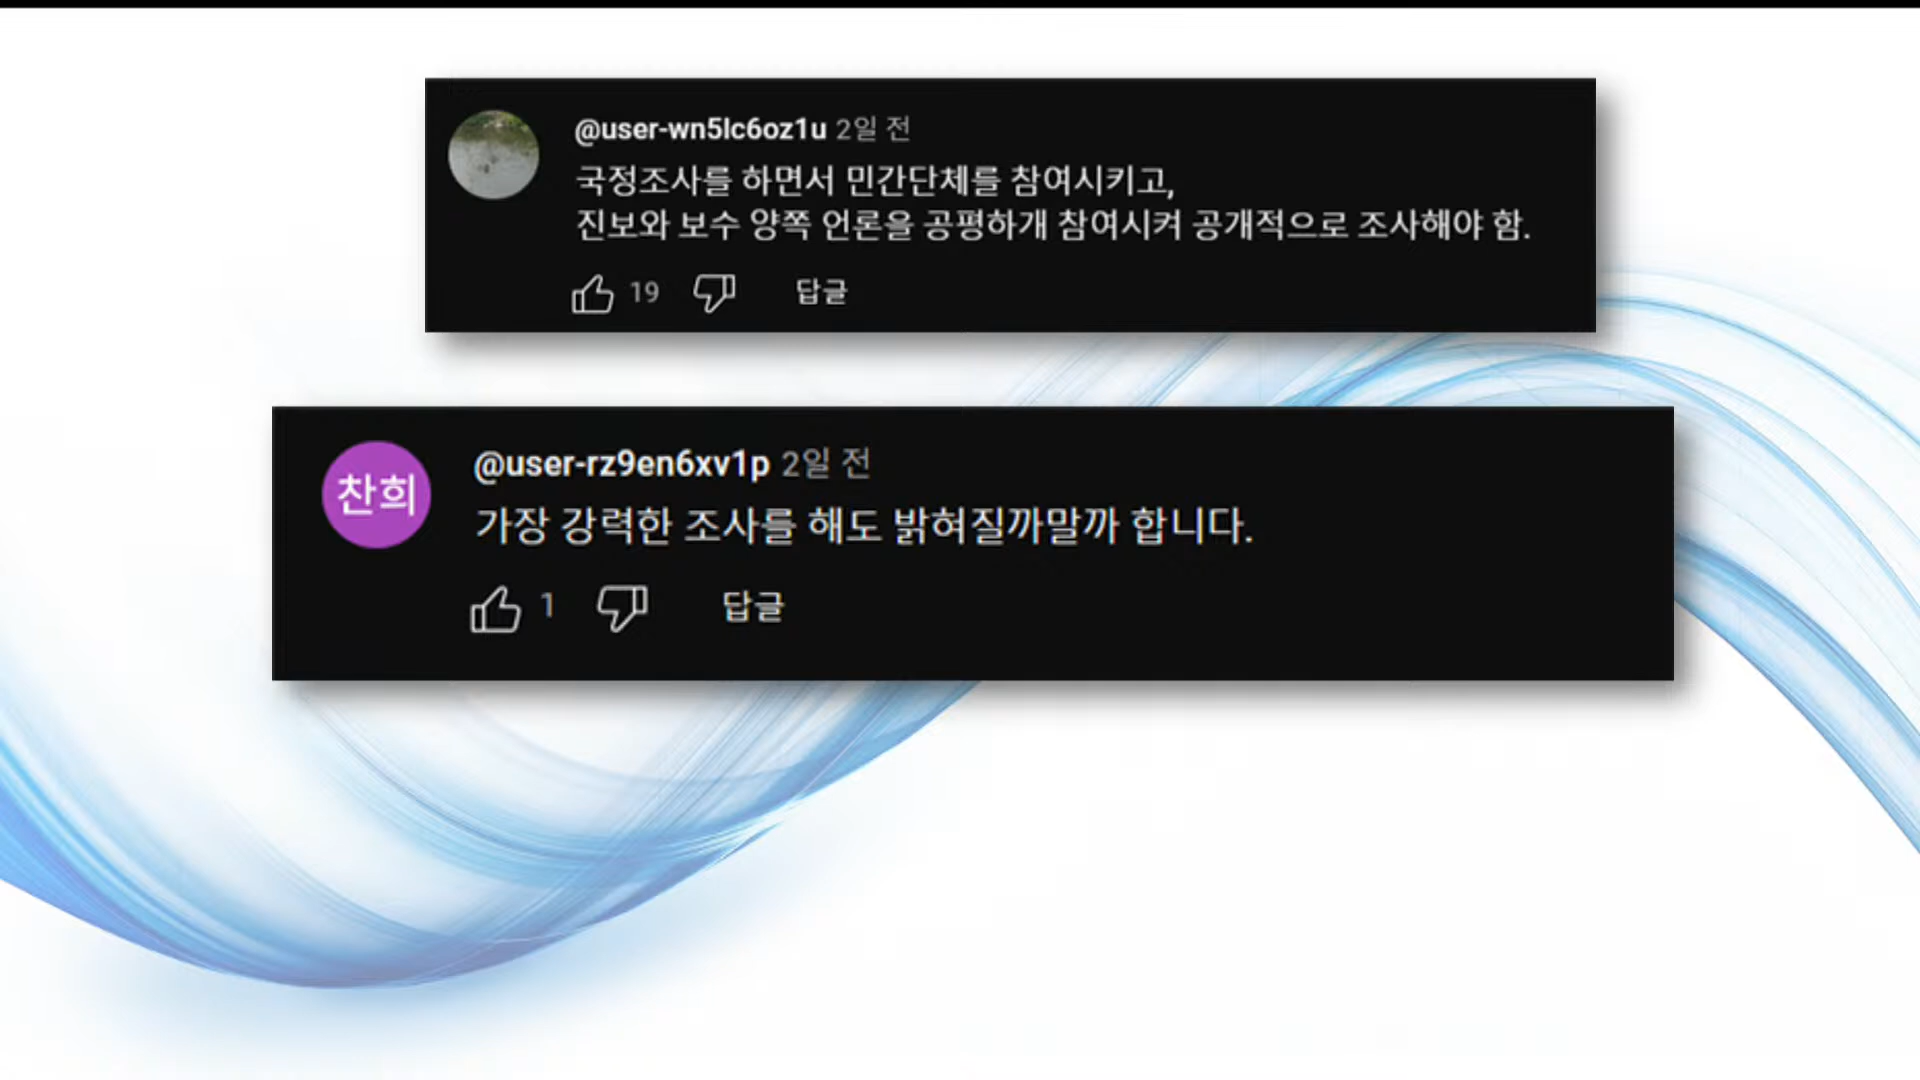 @user-wn5lc6oz1u 2일 전
국정조사를 하면서 민간단체를 참여시키고,
진보와 보수 양쪽 언론을 공평하개 참여시켜 공개적으로 조사해야 함.
19 답글
찬희
@user-rz9en6xv1p 2일 전
가장 강력한 조사를 해도 밝혀질까말까 합니다.
1 답글